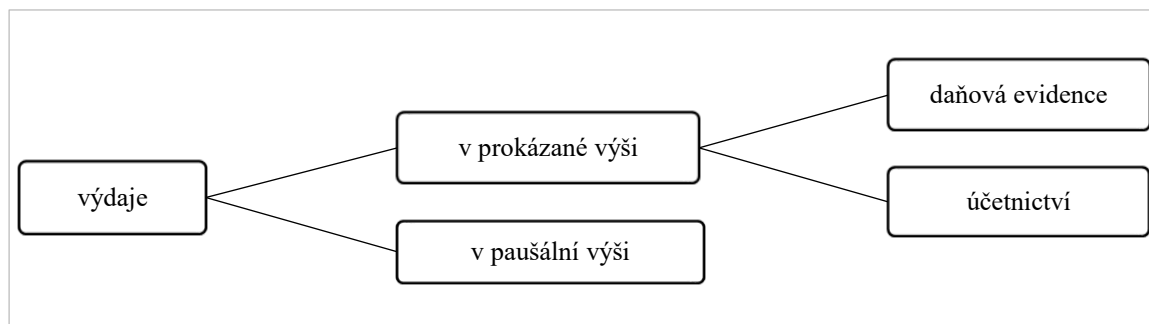 výdaje
v prokázané výši
v paušální výši
daňová evidence
účetnictví